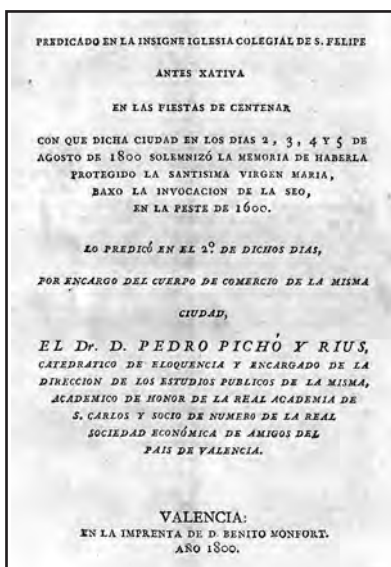 PREDICADO EN LA INSIGNE IGLESIA COLEGIAL DE S. FELIPE
ANTES XATIVA
EN LAS FIESTAS DE CENTENAR
CON QUE DICHA CIUDAD EN LOS DIAS 2, 3, 4 Y 5 DE
AGOSTO DE 1800 SOLEMNIZÓ LA MEMORIA DE HABERLA
PROTEGIDO LA SANTISIMA VIRGEN MARIA,
BAXO LA INVOCACION DE LA SEO,
EN LA PESTE DE 1600.
LO PREDICÓ EN EL 2º DE DICHOS DIAS,
POR ENCARGO DEL CUERPO DE COMERCIO DE LA MISMA
CIUDAD,
EL Dr. D. PEDRO PICHÓ Y RIUS,
CATEDRATICO DE ELOQUENCIA Y ENCARGADO DE LA
DIRECCION DE LOS ESTUDIOS PUBLICOS DE LA MISMA,
ACADEMICO DE HONOR DE LA REAL ACADEMIA DE
S. CARLOS Y SOCIO DE NUMERO DE LA REAL
SOCIEDAD ECONÓMICA DE AMIGOS DEL
PAIS DE VALENCIA.
VALENCIA:
EN LA IMPRENTA DE D. BENITO MONFORT.
AÑO 1800.